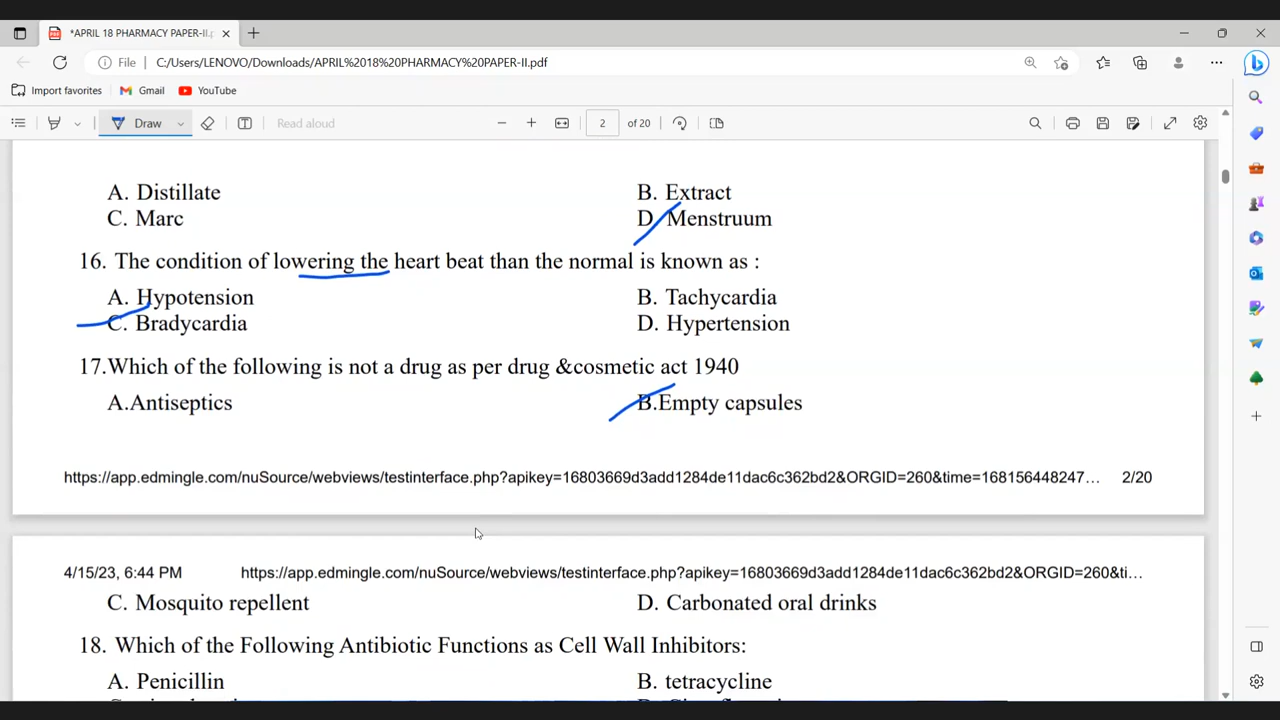 *APRIL 18 PHARMACY PAPER-II.p
File C:/Users/LENOVO/Downloads/APRIL%2018%20PHARMACY%20PAPER-II.pdf
Import favorites Gmail YouTube
Draw Read aloud 2 of 20
A. Distillate B. Extract
C. Marc D. Menstruum
16. The condition of lowering the heart beat than the normal is known as :
A. Hypotension B. Tachycardia
C. Bradycardia D. Hypertension
17.Which of the following is not a drug as per drug &cosmetic act 1940
A.Antiseptics B.Empty capsules
https://app.edmingle.com/nuSource/webviews/testinterface.php?apikey=16803669d3add1284de11dac6c362bd2&ORGID=260&time=168156448247... 2/20
4/15/23, 6:44 PM https://app.edmingle.com/nuSource/webviews/testinterface.php?apikey=16803669d3add1284de11dac6c362bd2&ORGID=260&ti...
C. Mosquito repellent D. Carbonated oral drinks
18. Which of the Following Antibiotic Functions as Cell Wall Inhibitors:
A. Penicillin B. tetracycline